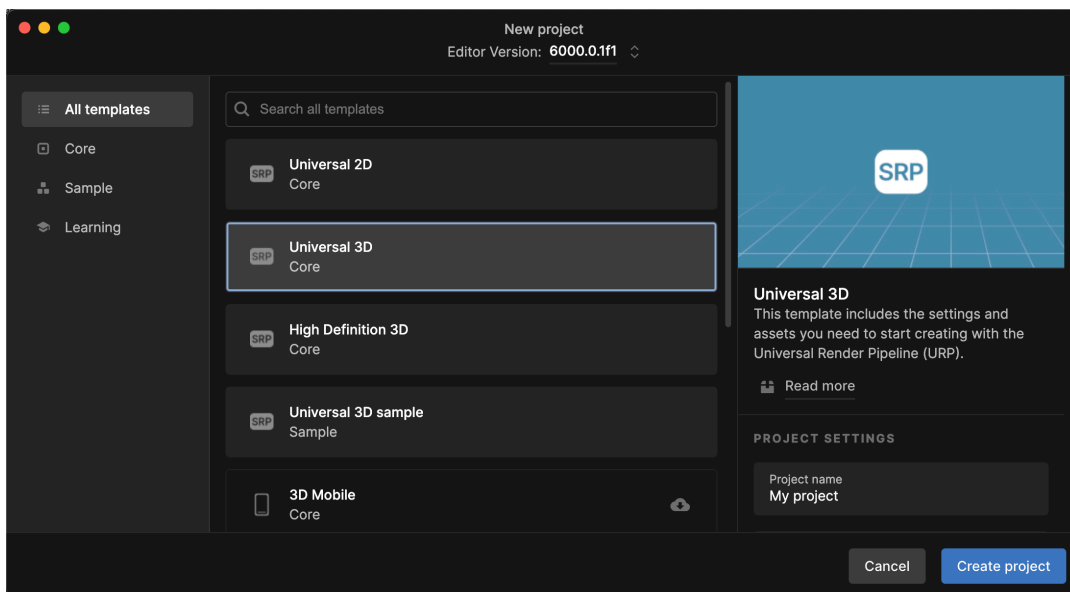 New project
Editor Version: 6000.0.1f1
All templates
Core
Sample
Learning
Search all templates
SRP
Universal 2D
Core
SRP
Universal 3D
Core
SRP
High Definition 3D
Core
SRP
Universal 3D sample
Sample
3D Mobile
Core
SRP
Universal 3D
This template includes the settings and
assets you need to start creating with the
Universal Render Pipeline (URP).
Read more
PROJECT SETTINGS
Project name
My project
Cancel
Create project